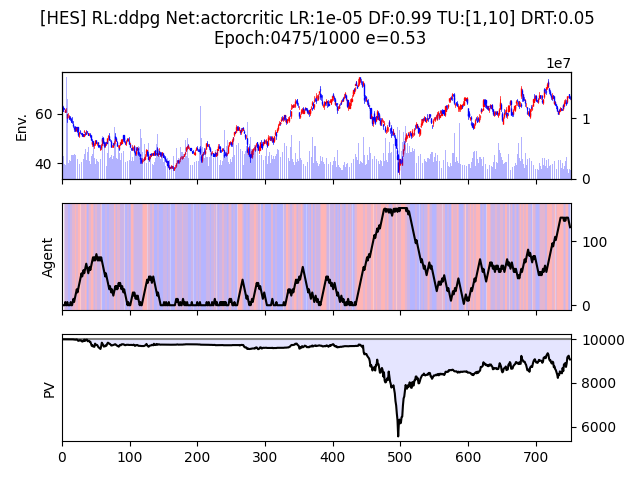 [HES] RL:ddpg Net:actorcritic LR:1e-05 DF:0.99 TU:[1,10] DRT:0.05
Epoch:0475/1000 e=0.53
1e7
Env.
60
40
1
0
Agent
100
0
PV
10000
8000
6000
0 100 200 300 400 500 600 700